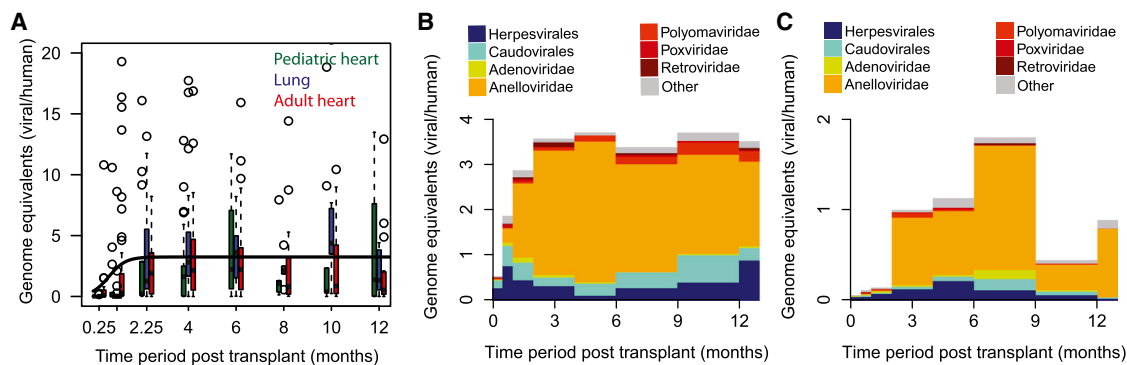 A
Genome equivalents (viral/human)
20
15
10
5
0
Pediatric heart
Lung
Adult heart
0.25
2.25
4
6
8
10
12
Time period post transplant (months)
B
Herpesvirales
Caudovirales
Adenoviridae
Anelloviridae
Polyomaviridae
Poxviridae
Retroviridae
Other
Genome equivalents (viral/human)
4
3
2
1
0
0
3
6
9
12
Time period post transplant (months)
C
Herpesvirales
Caudovirales
Adenoviridae
Anelloviridae
Polyomaviridae
Poxviridae
Retroviridae
Other
Genome equivalents (viral/human)
2
1
0
0
3
6
9
12
Time period post transplant (months)